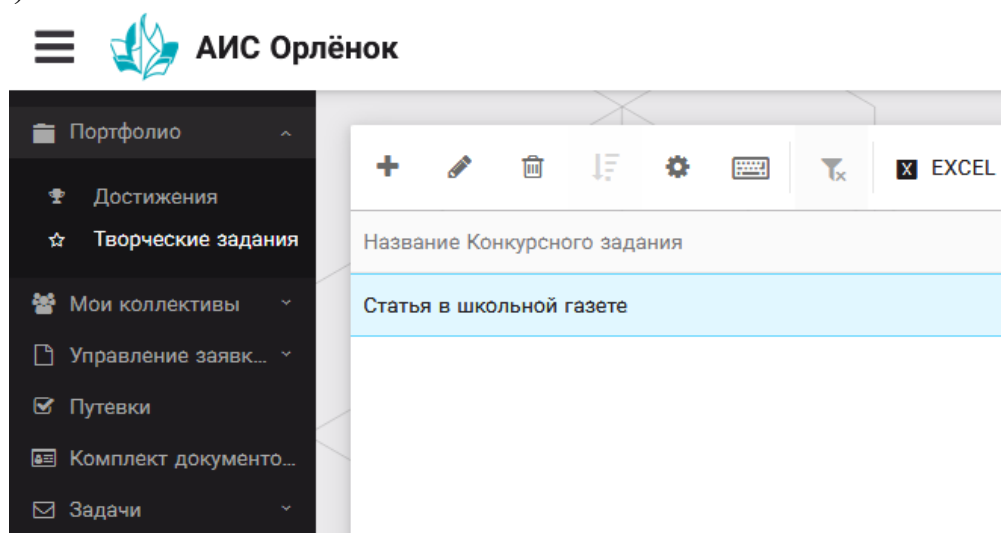 АИС Орлёнок
Портфолио
Достижения
Творческие задания
Мои коллективы
Управление заявк...
Путевки
Комплект документо...
Задачи
X EXCEL
Название Конкурсного задания
Статья в школьной газете